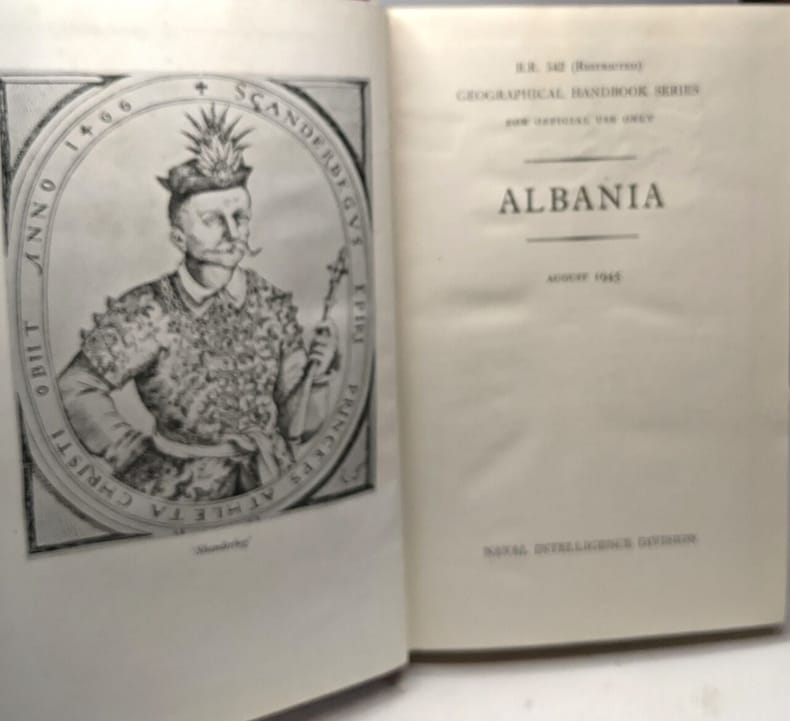 ✝ SCANDERBEGVS EPIRI PRINCEPS ATHLETA CHRISTI OBIIT ANNO 1466
'Skanderbeg'
B.R. 542 (RESTRICTED)
GEOGRAPHICAL HANDBOOK SERIES
FOR OFFICIAL USE ONLY
ALBANIA
AUGUST 1945
NAVAL INTELLIGENCE DIVISION